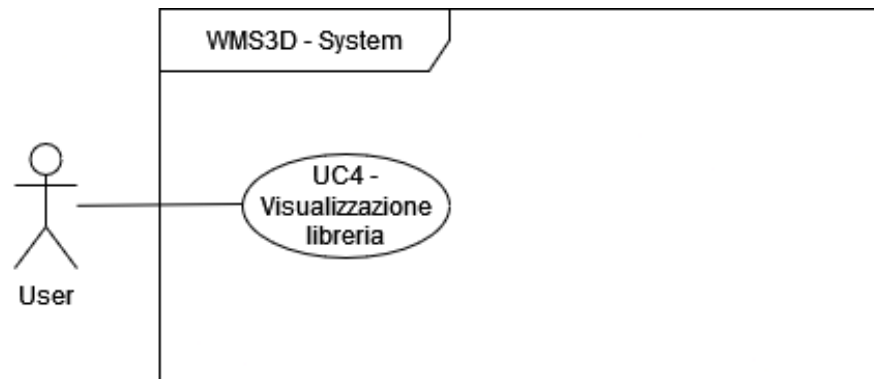 WMS3D - System
UC4 -
Visualizzazione
libreria
User